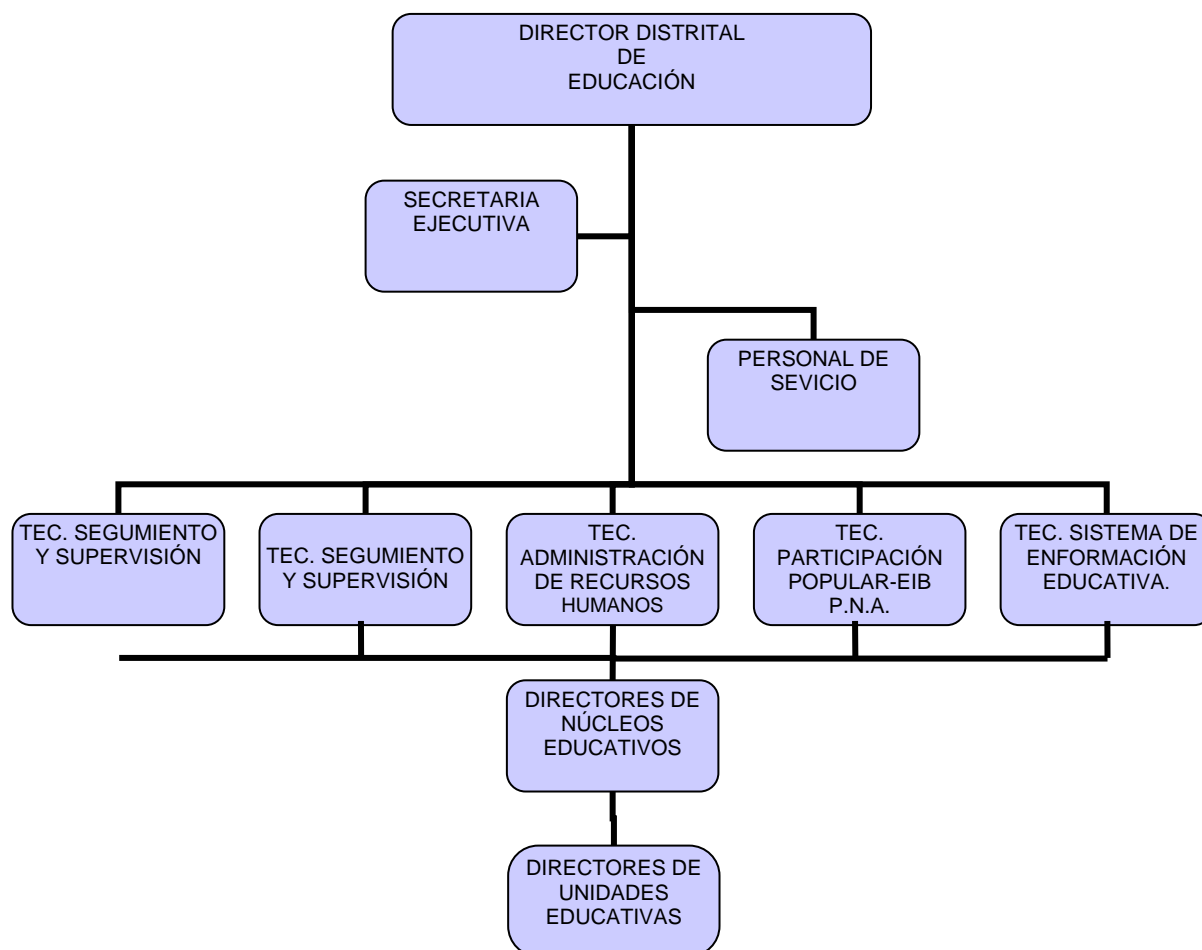 DIRECTOR DISTRITAL
DE
EDUCACIÓN
SECRETARIA
EJECUTIVA
PERSONAL DE
SEVICIO
TEC. SEGUMIENTO
Y SUPERVISIÓN
TEC. SEGUMIENTO
Y SUPERVISIÓN
TEC.
ADMINISTRACIÓN
DE RECURSOS
HUMANOS
TEC.
PARTICIPACIÓN
POPULAR-EIB
P.N.A.
TEC. SISTEMA DE
ENFORMACIÓN
EDUCATIVA.
DIRECTORES DE
NÚCLEOS
EDUCATIVOS
DIRECTORES DE
UNIDADES
EDUCATIVAS